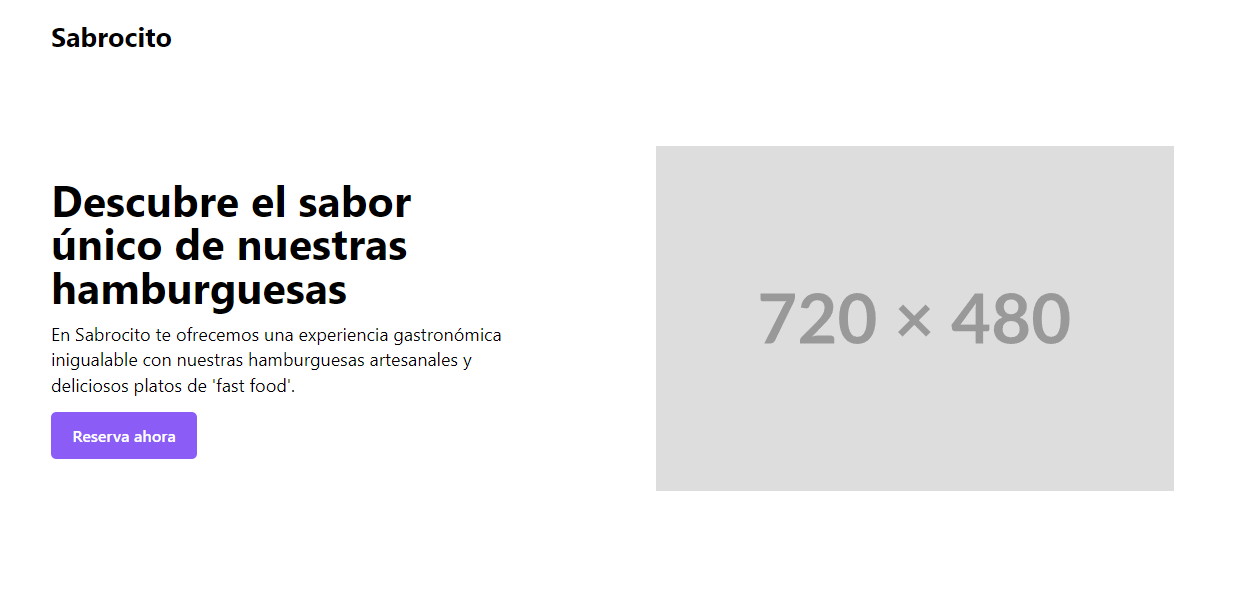 Sabrocito
Descubre el sabor
único de nuestras
hamburguesas
En Sabrocito te ofrecemos una experiencia gastronómica
inigualable con nuestras hamburguesas artesanales y
deliciosos platos de 'fast food'.
Reserva ahora
720 × 480